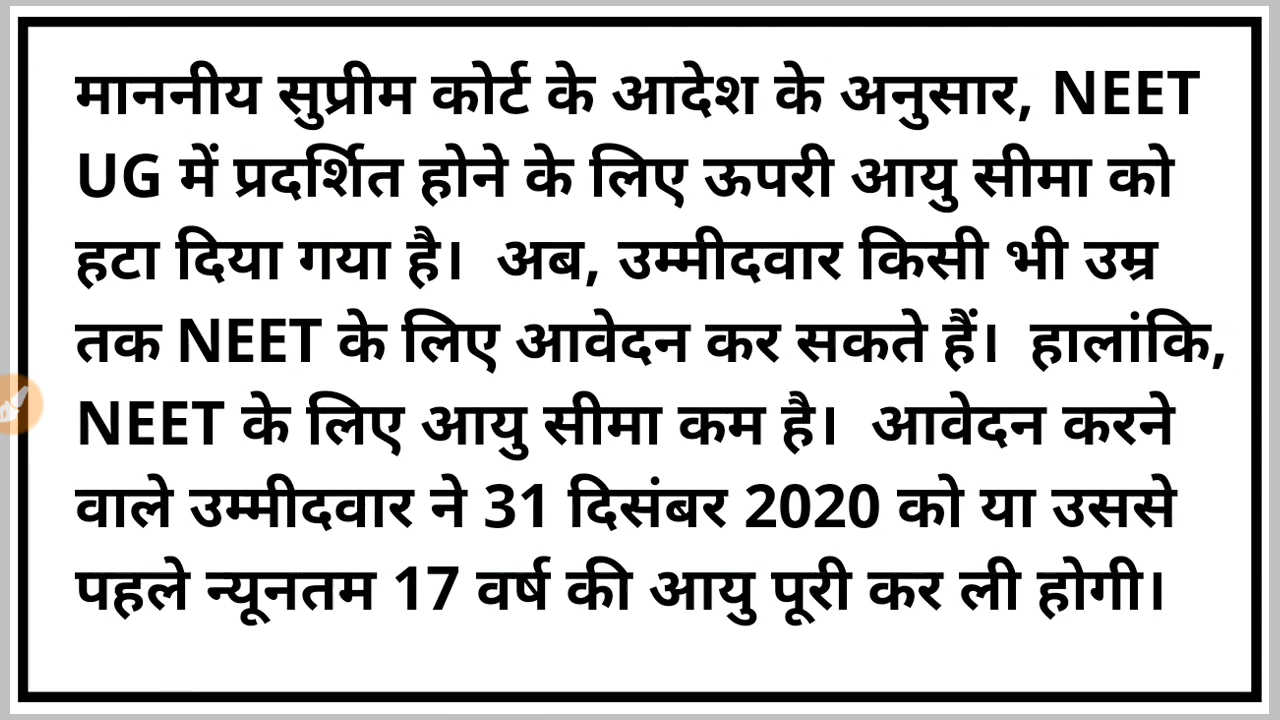 माननीय सुप्रीम कोर्ट के आदेश के अनुसार, NEET
UG में प्रदर्शित होने के लिए ऊपरी आयु सीमा को
हटा दिया गया है।  अब, उम्मीदवार किसी भी उम्र
तक NEET के लिए आवेदन कर सकते हैं।  हालांकि,
NEET के लिए आयु सीमा कम है।  आवेदन करने
वाले उम्मीदवार ने 31 दिसंबर 2020 को या उससे
पहले न्यूनतम 17 वर्ष की आयु पूरी कर ली होगी।